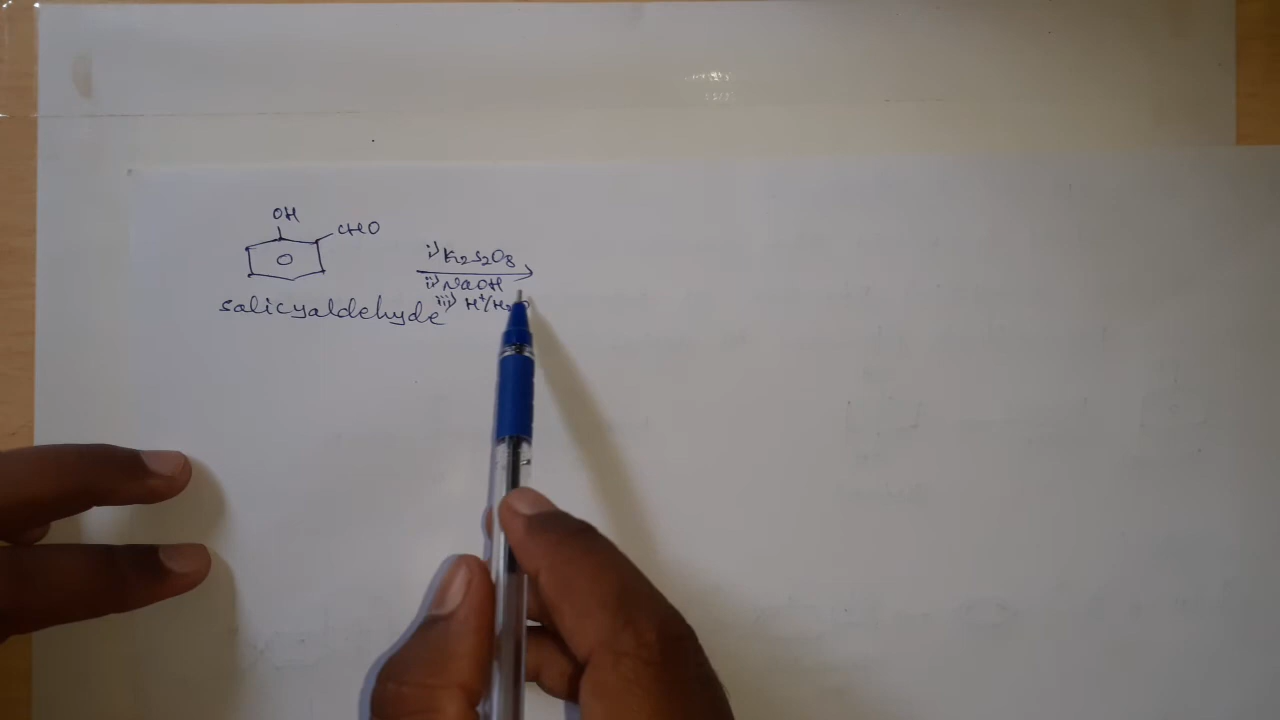 OH
CHO
i) K2S2O8
ii) NaOH
iii) H+/H2O
salicyaldehyde